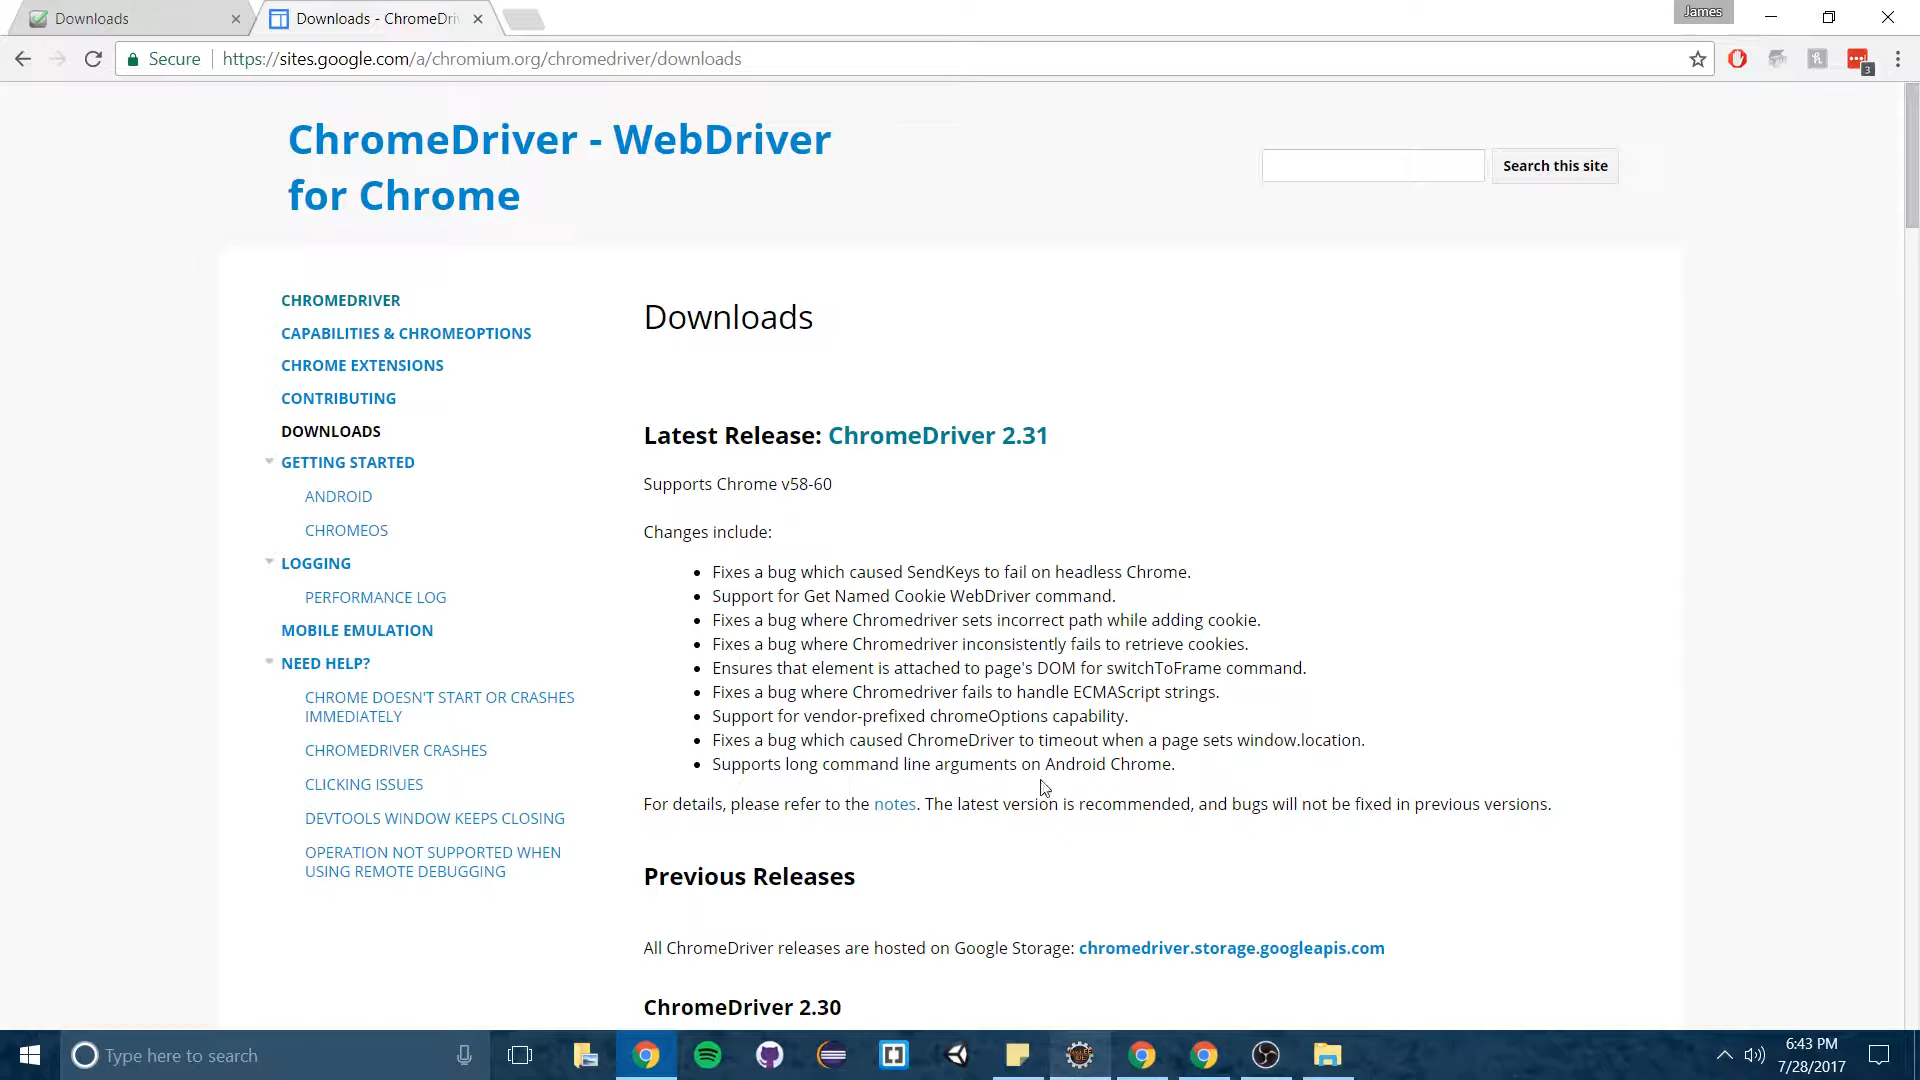 Downloads
Downloads - ChromeDri
James
Secure
https://sites.google.com/a/chromium.org/chromedriver/downloads
3
ChromeDriver - WebDriver
for Chrome
Search this site
CHROMEDRIVER
CAPABILITIES & CHROMEOPTIONS
CHROME EXTENSIONS
CONTRIBUTING
DOWNLOADS
GETTING STARTED
ANDROID
CHROMEOS
LOGGING
PERFORMANCE LOG
MOBILE EMULATION
NEED HELP?
CHROME DOESN'T START OR CRASHES
IMMEDIATELY
CHROMEDRIVER CRASHES
CLICKING ISSUES
DEVTOOLS WINDOW KEEPS CLOSING
OPERATION NOT SUPPORTED WHEN
USING REMOTE DEBUGGING
Downloads
Latest Release: ChromeDriver 2.31
Supports Chrome v58-60
Changes include:
• Fixes a bug which caused SendKeys to fail on headless Chrome.
• Support for Get Named Cookie WebDriver command.
• Fixes a bug where Chromedriver sets incorrect path while adding cookie.
• Fixes a bug where Chromedriver inconsistently fails to retrieve cookies.
• Ensures that element is attached to page's DOM for switchToFrame command.
• Fixes a bug where Chromedriver fails to handle ECMAScript strings.
• Support for vendor-prefixed chromeOptions capability.
• Fixes a bug which caused ChromeDriver to timeout when a page sets window.location.
• Supports long command line arguments on Android Chrome.
For details, please refer to the notes. The latest version is recommended, and bugs will not be fixed in previous versions.
Previous Releases
All ChromeDriver releases are hosted on Google Storage: chromedriver.storage.googleapis.com
ChromeDriver 2.30
Type here to search
6:43 PM
7/28/2017